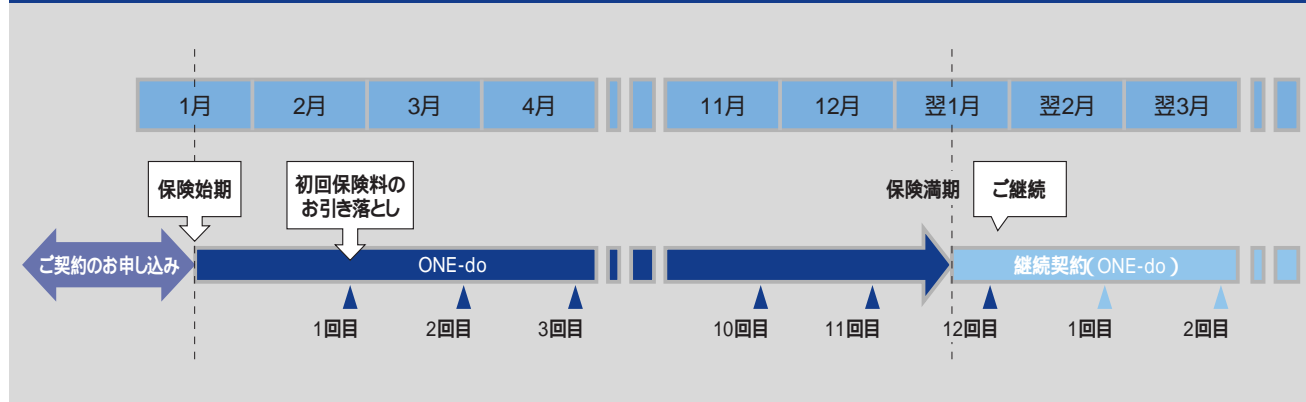 1月 2月 3月 4月 11月 12月 翌1月 翌2月 翌3月
保険始期
初回保険料の
お引き落とし
保険満期
ご継続
ご契約のお申し込み
ONE-do
継続契約(ONE-do)
1回目 2回目 3回目 10回目 11回目 12回目 1回目 2回目